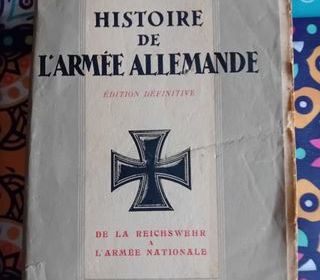 HISTOIRE
DE
L'ARMÉE ALLEMANDE
ÉDITION DÉFINITIVE
DE LA REICHSWEHR
A
L'ARMÉE NATIONALE